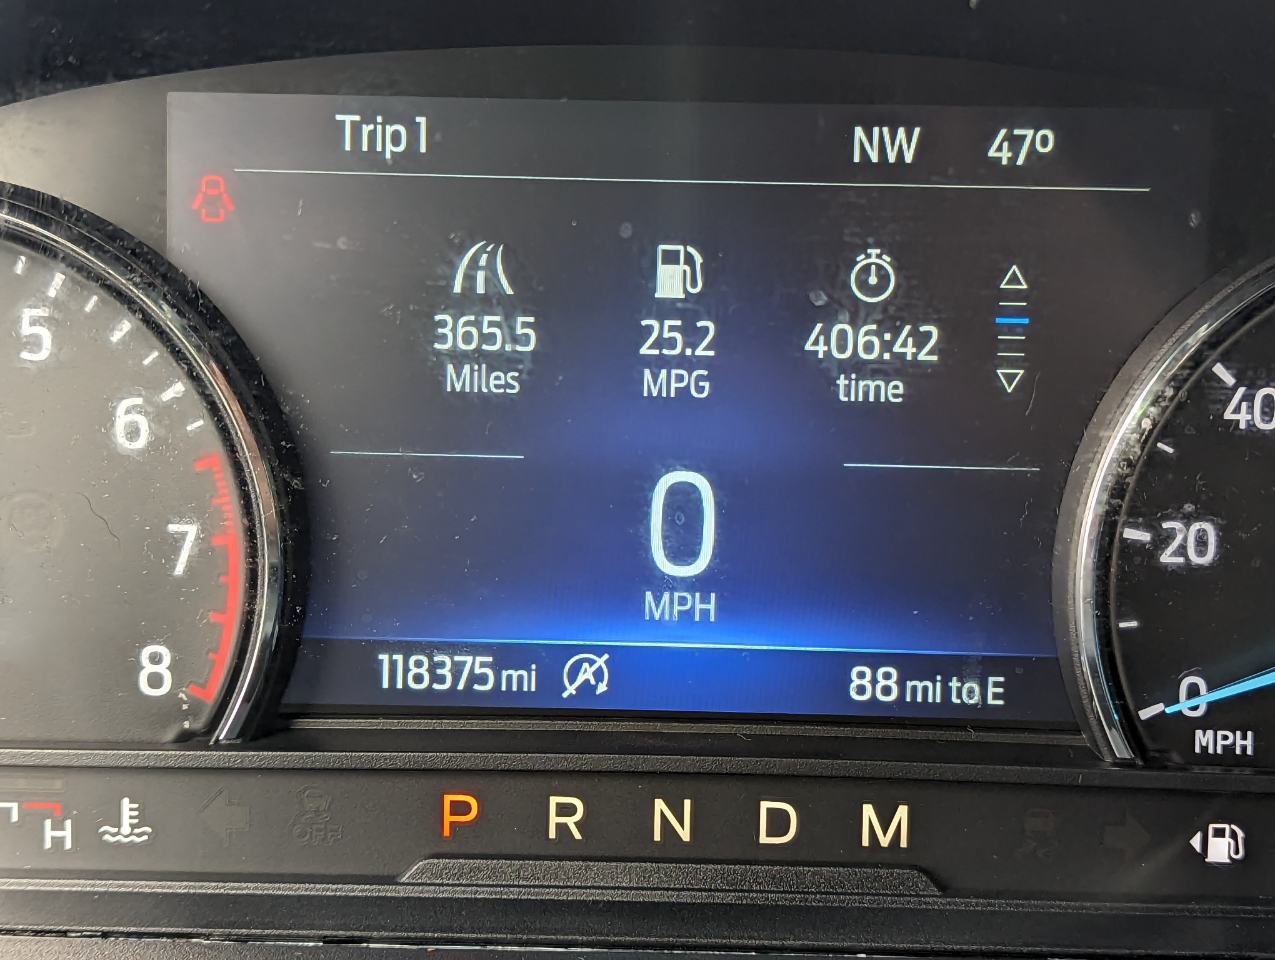 Trip 1 NW 47º
365.5 25.2 406:42
Miles MPG time
5
6
7
8
40
20
0
MPH
0
MPH
118375 mi A 88 mi to E
H P R N D M
OFF